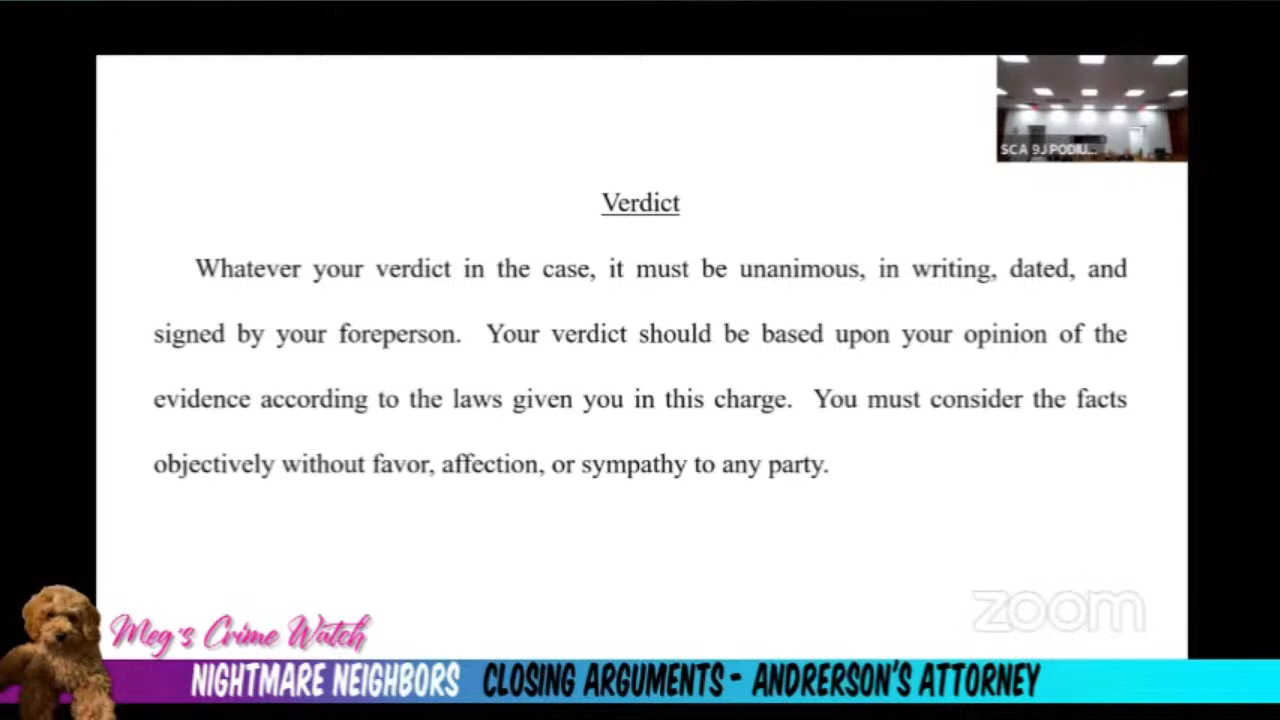 SCA 9J PODIU...
Verdict
Whatever your verdict in the case, it must be unanimous, in writing, dated, and
signed by your foreperson. Your verdict should be based upon your opinion of the
evidence according to the laws given you in this charge. You must consider the facts
objectively without favor, affection, or sympathy to any party.
zoom
Meg's Crime Watch
NIGHTMARE NEIGHBORS CLOSING ARGUMENTS - ANDRERSON'S ATTORNEY